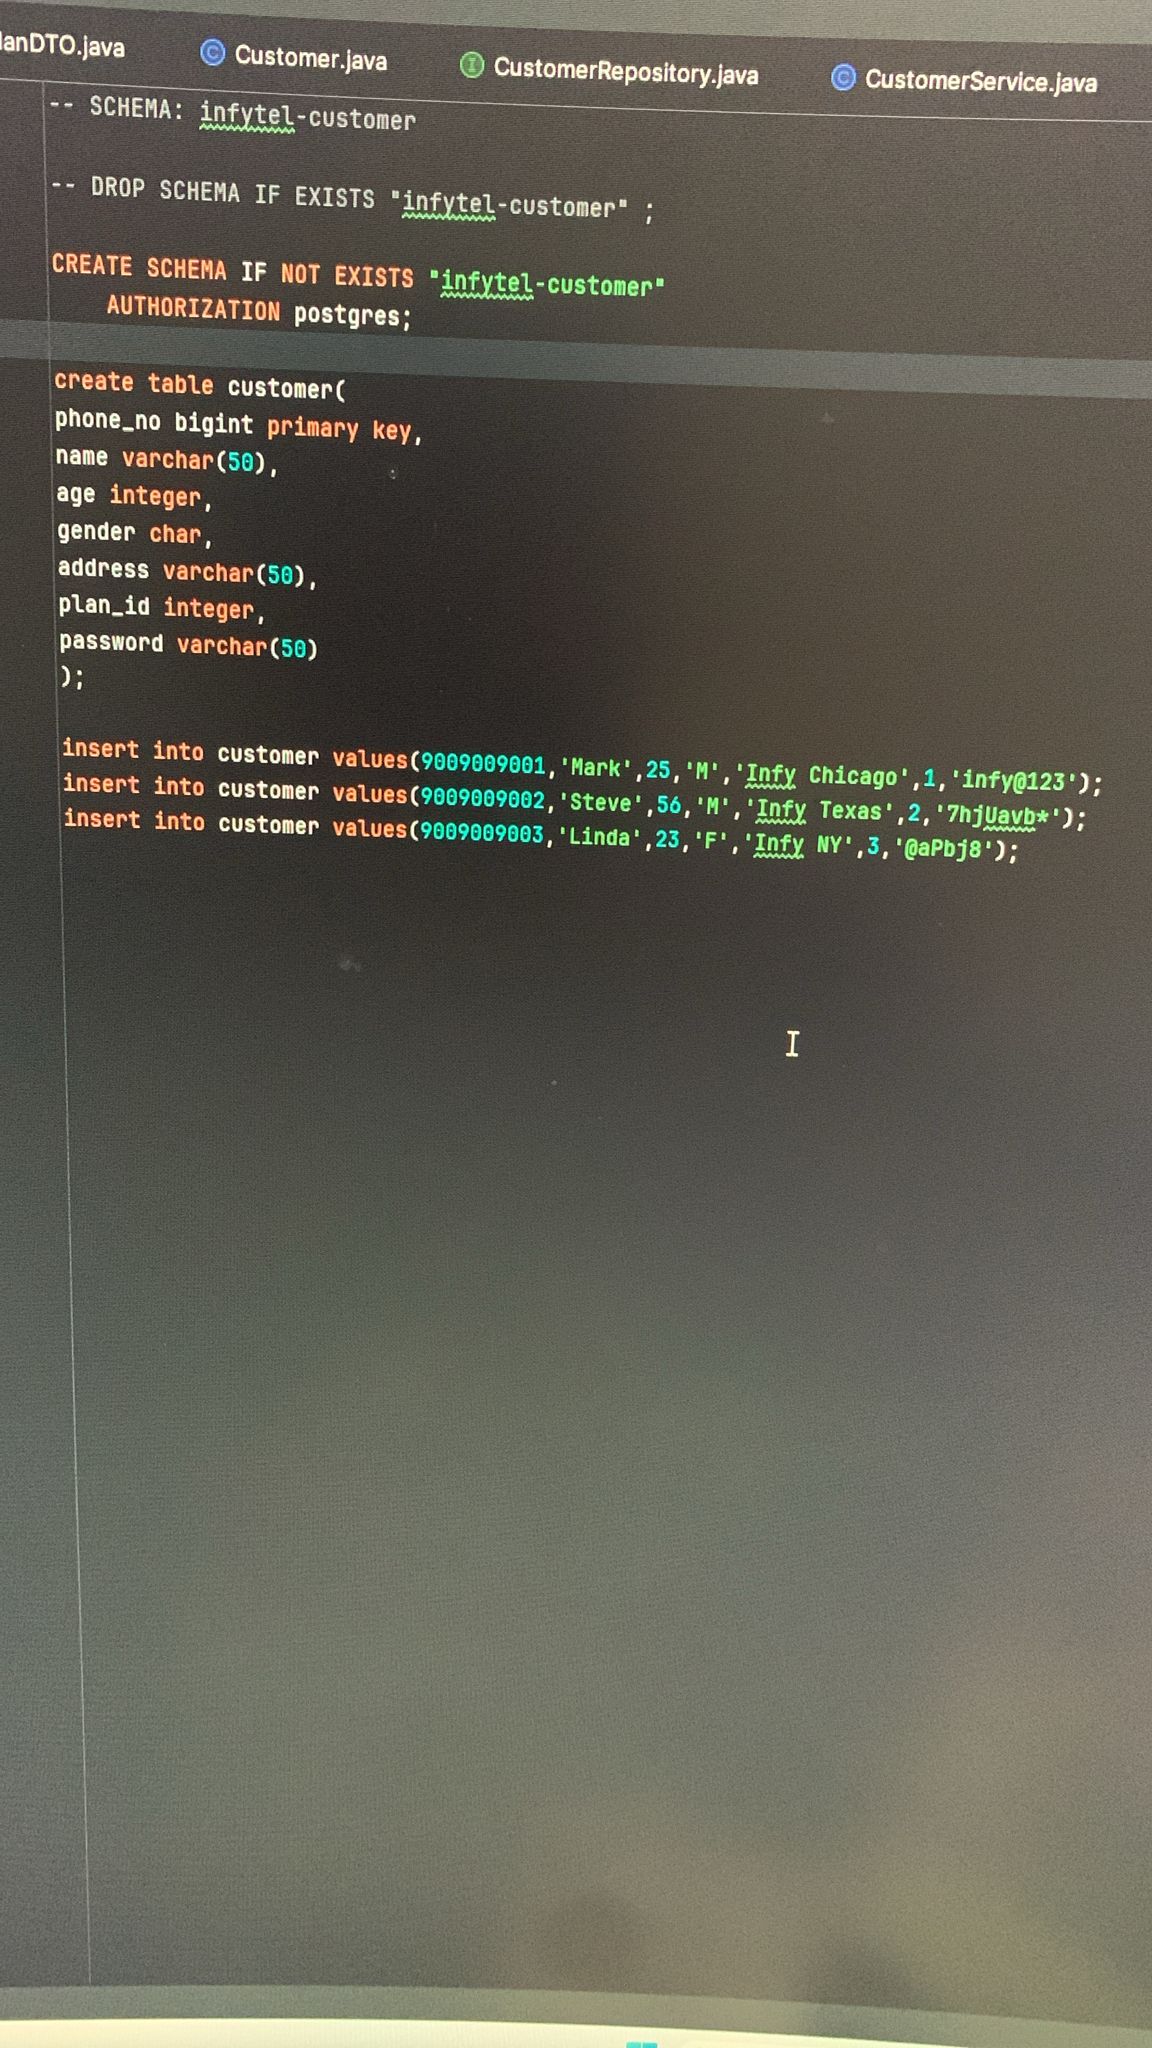 anDTO.java
Customer.java
CustomerRepository.java
CustomerService.java
-- SCHEMA: infytel-customer
-- DROP SCHEMA IF EXISTS "infytel-customer" ;
CREATE SCHEMA IF NOT EXISTS "infytel-customer"
AUTHORIZATION postgres;
create table customer(
phone_no bigint primary key,
name varchar(50),
age integer,
gender char,
address varchar(50),
plan_id integer,
password varchar(50)
);
insert into customer values(9009009001,'Mark',25,'M','Infy Chicago',1,'infy@123');
insert into customer values(9009009002,'Steve',56,'M','Infy Texas',2,'7hjUavb*');
insert into customer values(9009009003,'Linda',23,'F','Infy NY',3,'@aPbj8');